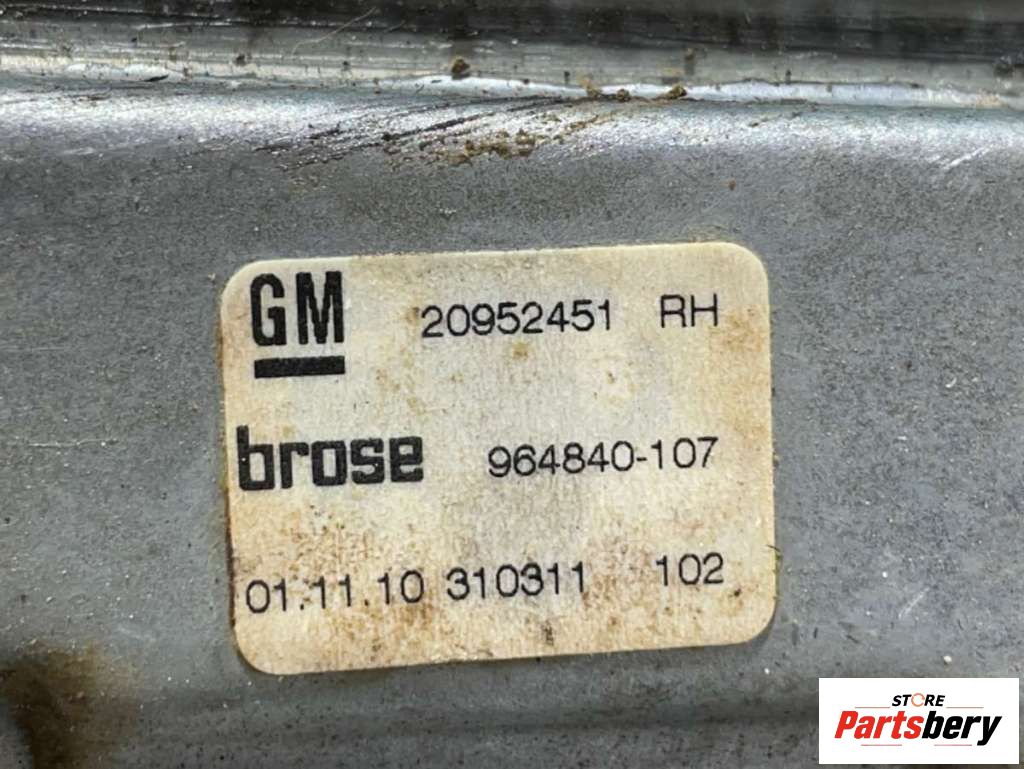 GM 20952451 RH
brose 964840-107
01.11.10 310311 102
STORE
Partsbery